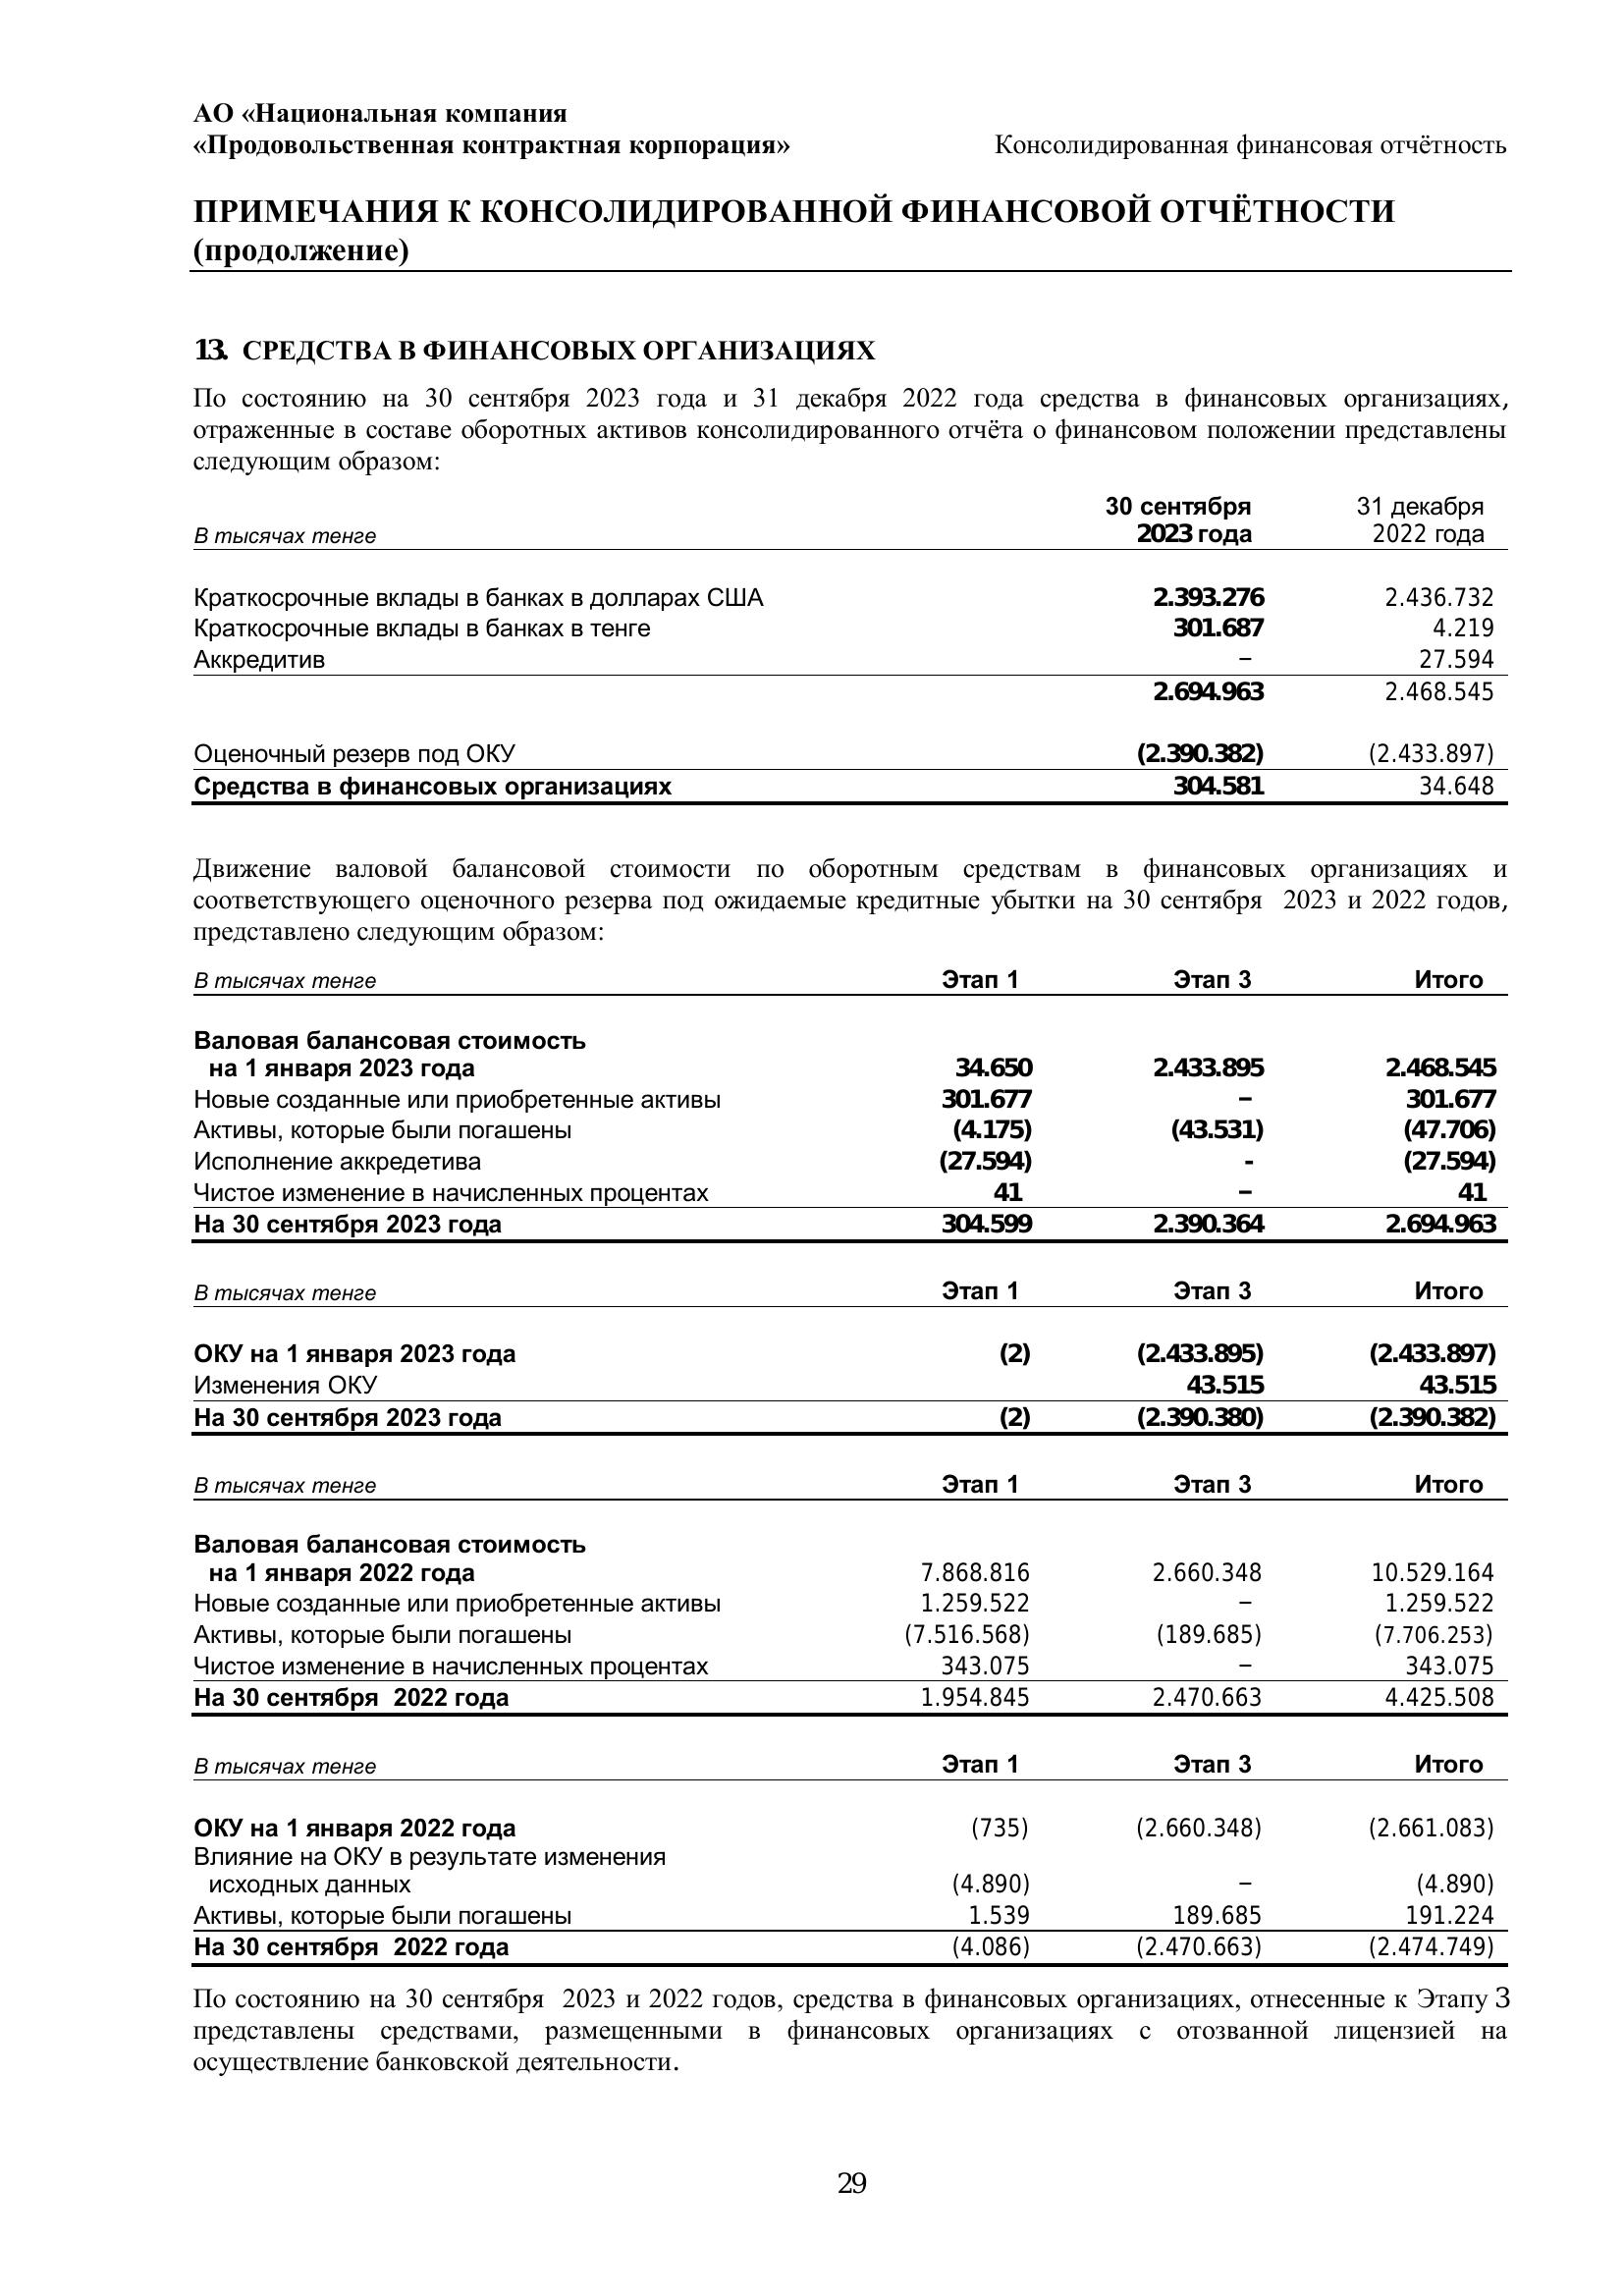 АО «Национальная компания
«Продовольственная контрактная корпорация» Консолидированная финансовая отчётность
ПРИМЕЧАНИЯ К КОНСОЛИДИРОВАННОЙ ФИНАНСОВОЙ ОТЧЁТНОСТИ
(продолжение)
13. СРЕДСТВА В ФИНАНСОВЫХ ОРГАНИЗАЦИЯХ
По состоянию на 30 сентября 2023 года и 31 декабря 2022 года средства в финансовых организациях,
отраженные в составе оборотных активов консолидированного отчёта о финансовом положении представлены
следующим образом:
30 сентября 31 декабря
В тысячах тенге 2023 года 2022 года
Краткосрочные вклады в банках в долларах США 2.393.276 2.436.732
Краткосрочные вклады в банках в тенге 301.687 4.219
Аккредитив – 27.594
2.694.963 2.468.545
Оценочный резерв под ОКУ (2.390.382) (2.433.897)
Средства в финансовых организациях 304.581 34.648
Движение валовой балансовой стоимости по оборотным средствам в финансовых организациях и
соответствующего оценочного резерва под ожидаемые кредитные убытки на 30 сентября 2023 и 2022 годов,
представлено следующим образом:
В тысячах тенге Этап 1 Этап 3 Итого
Валовая балансовая стоимость
на 1 января 2023 года 34.650 2.433.895 2.468.545
Новые созданные или приобретенные активы 301.677 – 301.677
Активы, которые были погашены (4.175) (43.531) (47.706)
Исполнение аккредетива (27.594) - (27.594)
Чистое изменение в начисленных процентах 41 – 41
На 30 сентября 2023 года 304.599 2.390.364 2.694.963
В тысячах тенге Этап 1 Этап 3 Итого
ОКУ на 1 января 2023 года (2) (2.433.895) (2.433.897)
Изменения ОКУ 43.515 43.515
На 30 сентября 2023 года (2) (2.390.380) (2.390.382)
В тысячах тенге Этап 1 Этап 3 Итого
Валовая балансовая стоимость
на 1 января 2022 года 7.868.816 2.660.348 10.529.164
Новые созданные или приобретенные активы 1.259.522 – 1.259.522
Активы, которые были погашены (7.516.568) (189.685) (7.706.253)
Чистое изменение в начисленных процентах 343.075 – 343.075
На 30 сентября 2022 года 1.954.845 2.470.663 4.425.508
В тысячах тенге Этап 1 Этап 3 Итого
ОКУ на 1 января 2022 года (735) (2.660.348) (2.661.083)
Влияние на ОКУ в результате изменения
исходных данных (4.890) – (4.890)
Активы, которые были погашены 1.539 189.685 191.224
На 30 сентября 2022 года (4.086) (2.470.663) (2.474.749)
По состоянию на 30 сентября 2023 и 2022 годов, средства в финансовых организациях, отнесенные к Этапу 3
представлены средствами, размещенными в финансовых организациях с отозванной лицензией на
осуществление банковской деятельности.
29